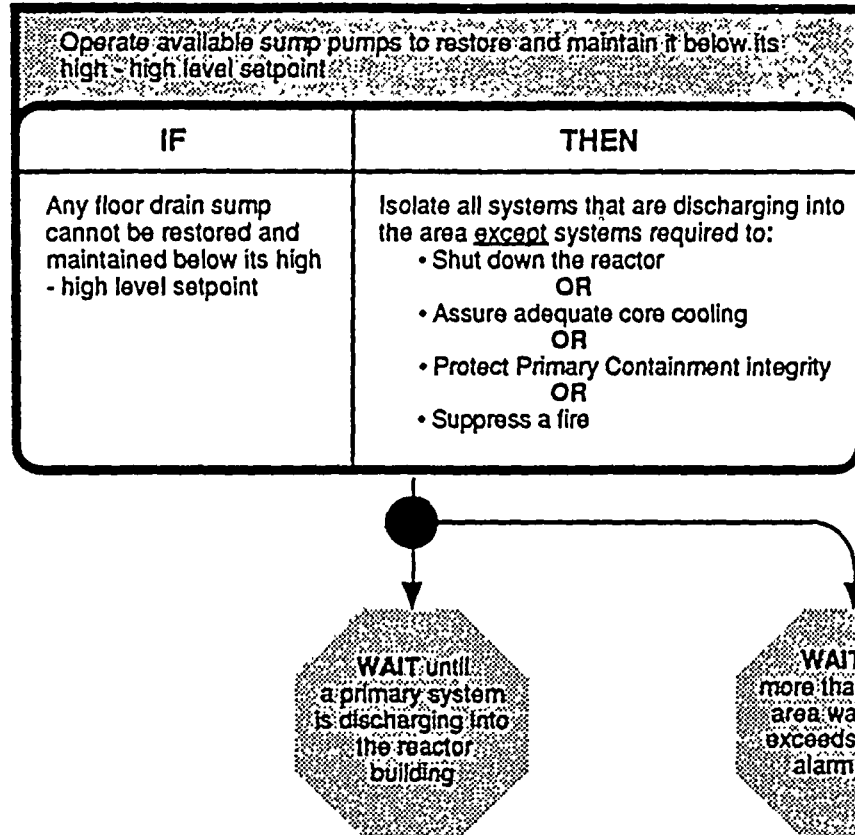 Operate available sump pumps to restore and maintain it below its
high - high level setpoint
IF
THEN
Any floor drain sump
cannot be restored and
maintained below its high
- high level setpoint
Isolate all systems that are discharging into
the area except systems required to:
• Shut down the reactor
OR
• Assure adequate core cooling
OR
• Protect Primary Containment integrity
OR
• Suppress a fire
WAIT until
a primary system
is discharging into
the reactor
building
WAIT
more tha
area wa
exceeds
alarm